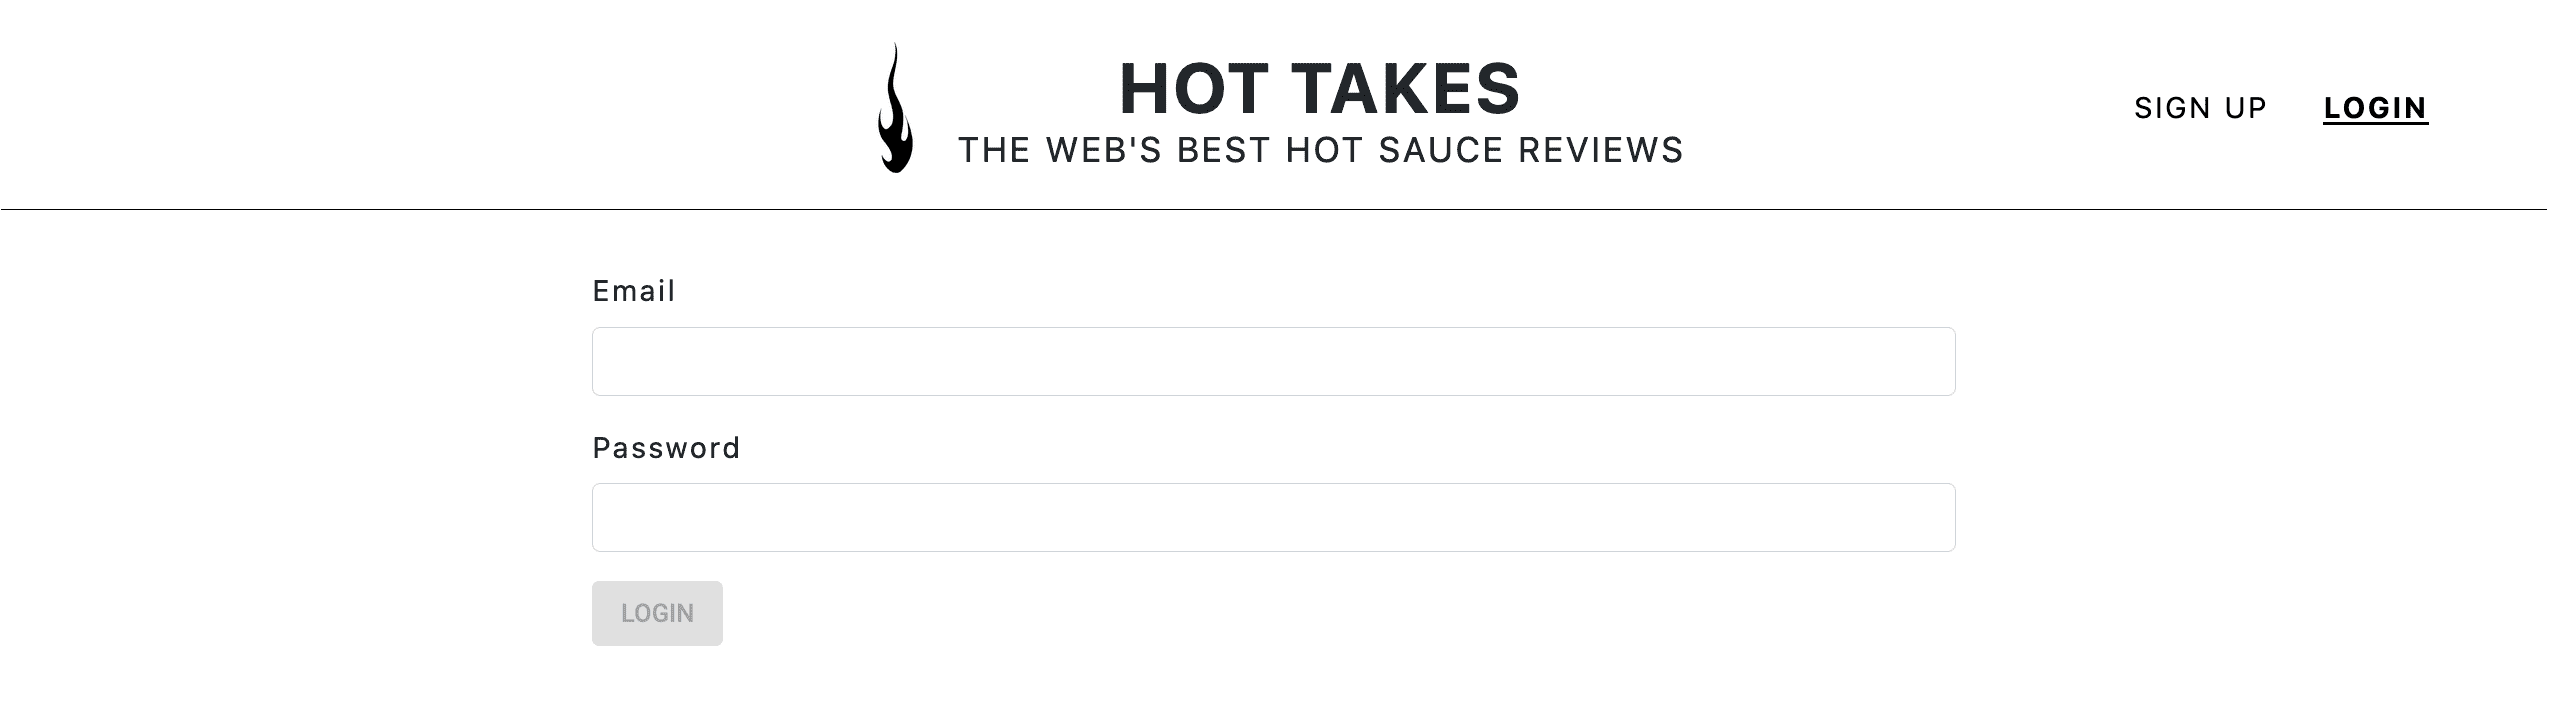 HOT TAKES
THE WEB'S BEST HOT SAUCE REVIEWS
SIGN UP LOGIN
Email
Password
LOGIN